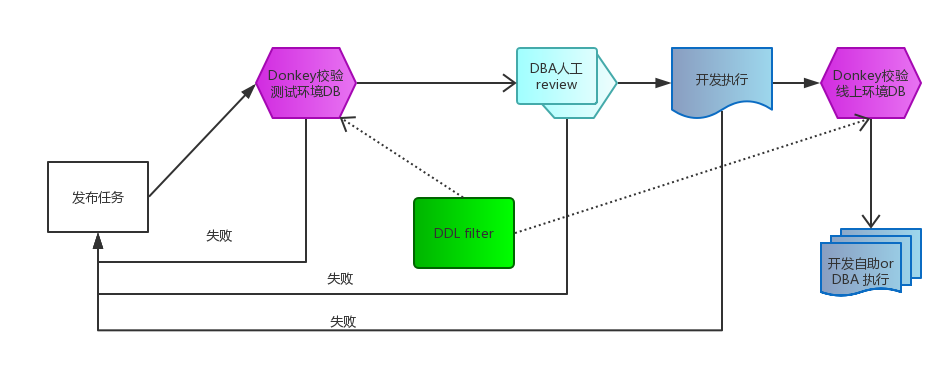 Donkey校验
测试环境DB
DBA人工
review
开发执行
Donkey校验
线上环境DB
发布任务
DDL filter
失败
失败
失败
开发自助or
DBA 执行